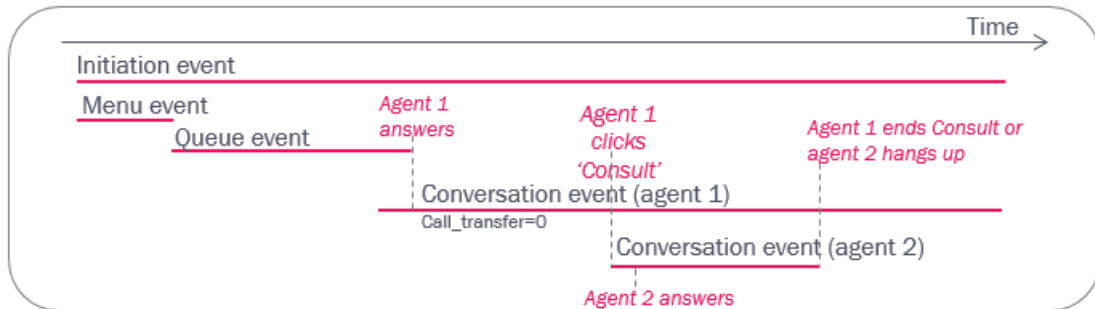 Time
Initiation event
Menu event
Agent 1
answers
Queue event
Agent 1
clicks
'Consult'
Agent 1 ends Consult or
agent 2 hangs up
Conversation event (agent 1)
Call_transfer=0
Conversation event (agent 2)
Agent 2 answers